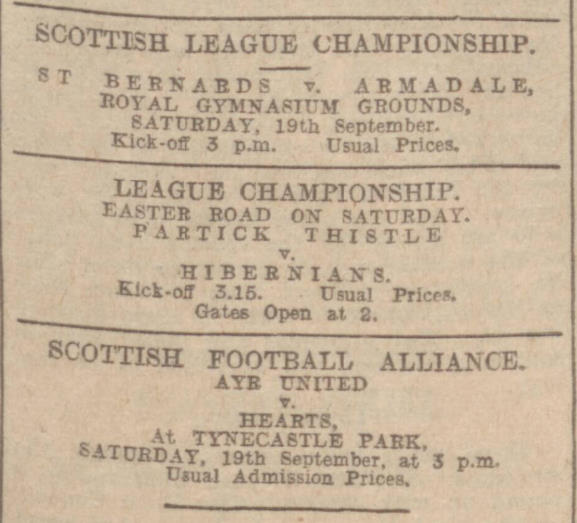 SCOTTISH LEAGUE CHAMPIONSHIP.
ST BERNARDS v. ARMADALE,
ROYAL GYMNASIUM GROUNDS,
SATURDAY, 19th September.
Kick-off 3 p.m. Usual Prices.
LEAGUE CHAMPIONSHIP.
EASTER ROAD ON SATURDAY.
PARTICK THISTLE
v.
HIBERNIANS.
Kick-off 3.15. Usual Prices.
Gates Open at 2.
SCOTTISH FOOTBALL ALLIANCE.
AYR UNITED
v.
HEARTS,
At TYNECASTLE PARK,
SATURDAY, 19th September, at 3 p.m.
Usual Admission Prices.